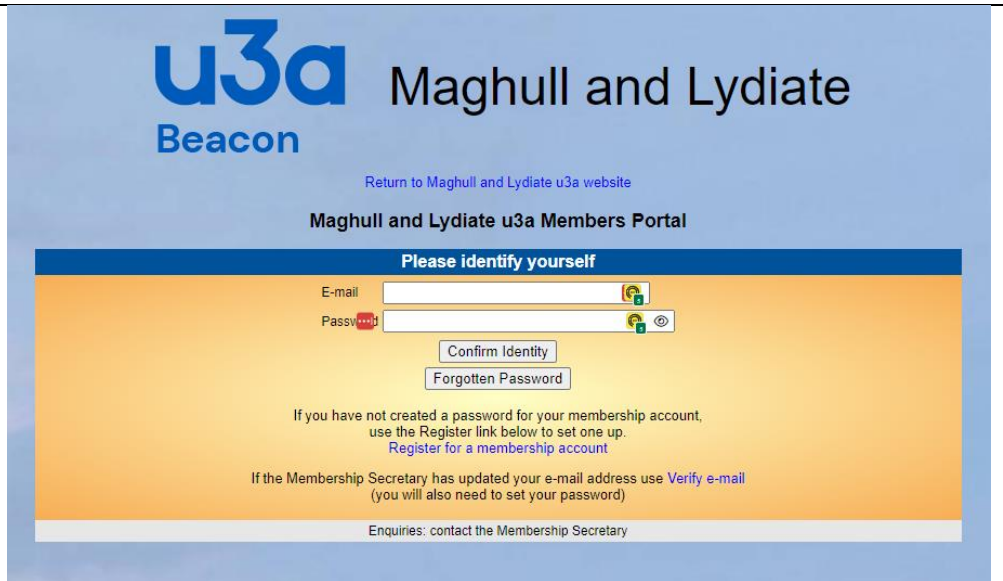 u3a
Beacon
Maghull and Lydiate
Return to Maghull and Lydiate u3a website
Maghull and Lydiate u3a Members Portal
Please identify yourself
E-mail
Confirm Identity
Forgotten Password
If you have not created a password for your membership account,
use the Register link below to set one up.
Register for a membership account
If the Membership Secretary has updated your e-mail address use Verify e-mail
(you will also need to set your password)
Enquiries: contact the Membership Secretary